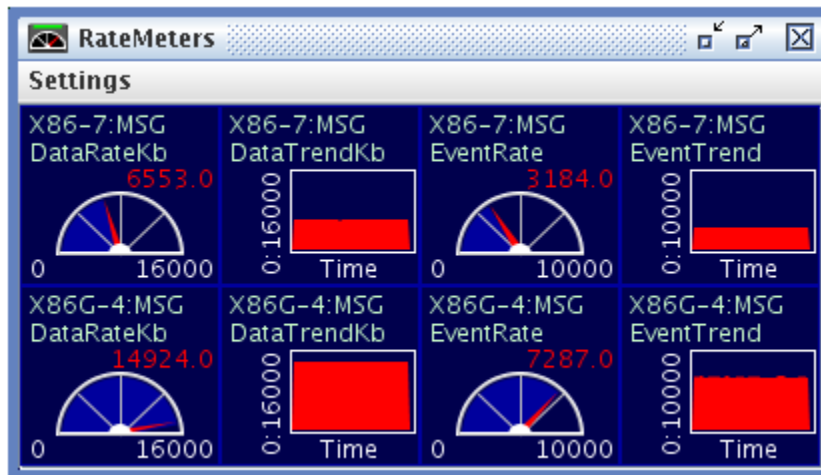 RateMeters
Settings
X86-7:MSG
DataRateKb
6553.0
0
16000
X86-7:MSG
DataTrendKb
0:16000
Time
X86-7:MSG
EventRate
3184.0
0
10000
X86-7:MSG
EventTrend
0:10000
Time
X86G-4:MSG
DataRateKb
14924.0
0
16000
X86G-4:MSG
DataTrendKb
0:16000
Time
X86G-4:MSG
EventRate
7287.0
0
10000
X86G-4:MSG
EventTrend
0:10000
Time